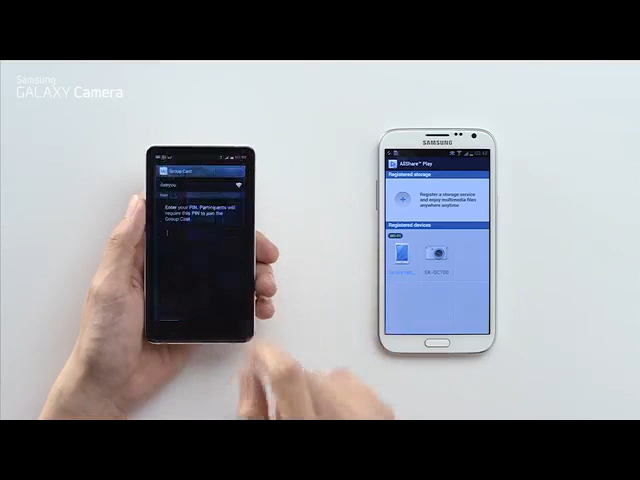 Samsung
GALAXY Camera
Group Cast
Enter your PIN. Participants will
require this PIN to join the
Group Cast
SAMSUNG
AllShare™ Play
Registered storage
Register a storage service
and enjoy multimedia files
anywhere anytime
Registered devices
EK-GC100